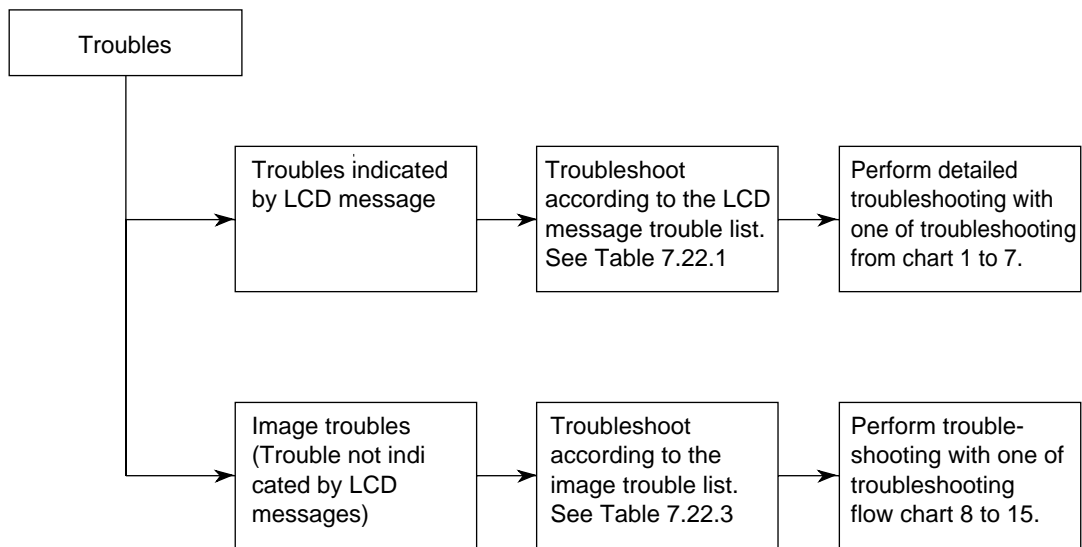 Troubles
Troubles indicated
by LCD message
Troubleshoot
according to the LCD
message trouble list.
See Table 7.22.1
Perform detailed
troubleshooting with
one of troubleshooting
from chart 1 to 7.
Image troubles
(Trouble not indi
cated by LCD
messages)
Troubleshoot
according to the
image trouble list.
See Table 7.22.3
Perform trouble-
shooting with one of
troubleshooting
flow chart 8 to 15.